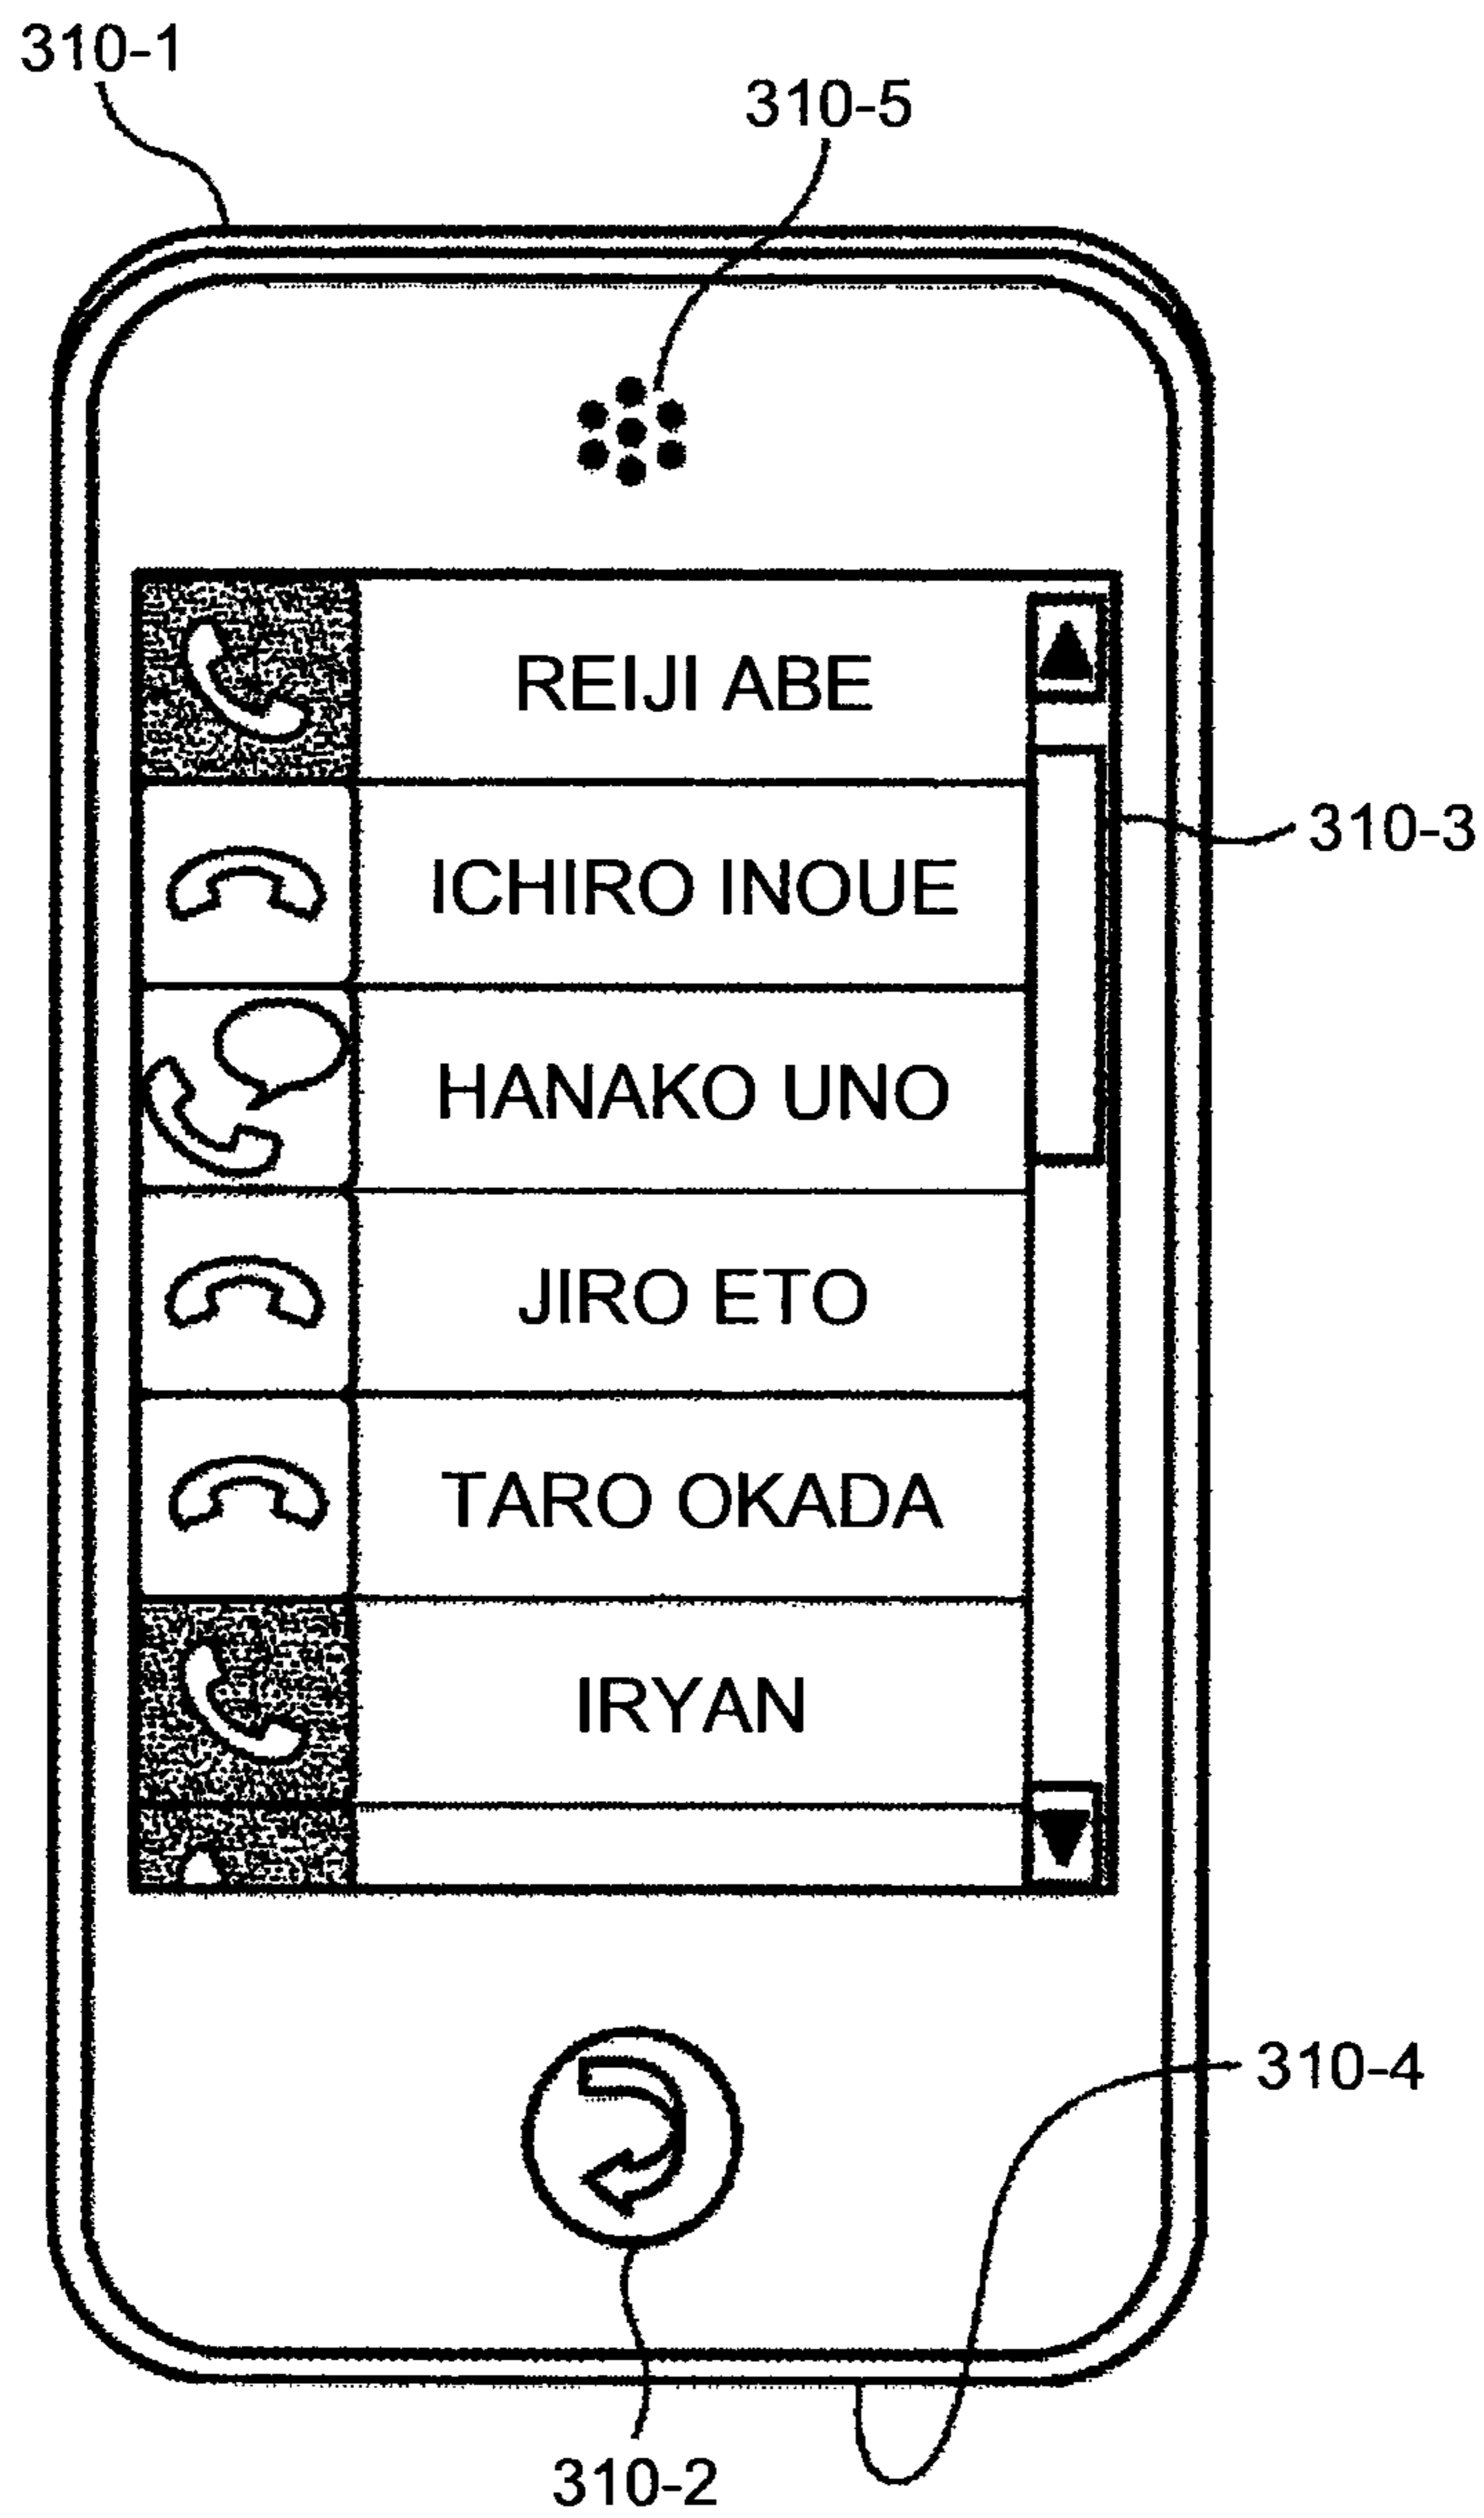 310-1
310-5
REIJI ABE
310-3
ICHIRO INOUE
HANAKO UNO
JIRO ETO
TARO OKADA
IRYAN
310-4
310-2